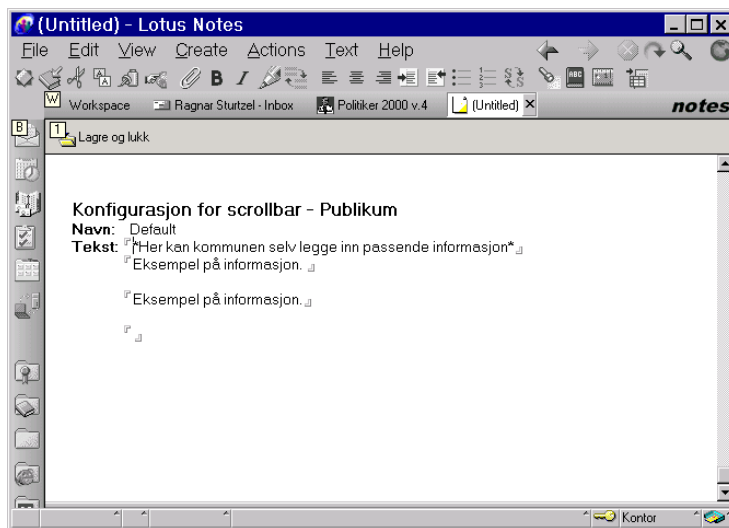 (Untitled) - Lotus Notes
File Edit View Create Actions Text Help
B I ABC
W Workspace Ragnar Sturtzel - Inbox Politiker 2000 v.4 (Untitled) notes
B 1 Lagre og lukk
Konfigurasjon for scrollbar - Publikum
Navn: Default
Tekst: *Her kan kommunen selv legge inn passende informasjon*
Eksempel på informasjon.
Eksempel på informasjon.
Kontor